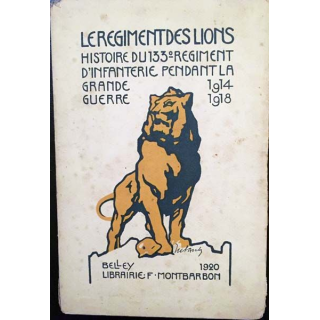 LE REGIMENT DES LIONS
HISTOIRE DU 133e REGIMENT
D'INFANTERIE PENDANT LA
GRANDE 1914
GUERRE 1918
BELLEY 1920
LIBRAIRIE·F·MONTBARBON